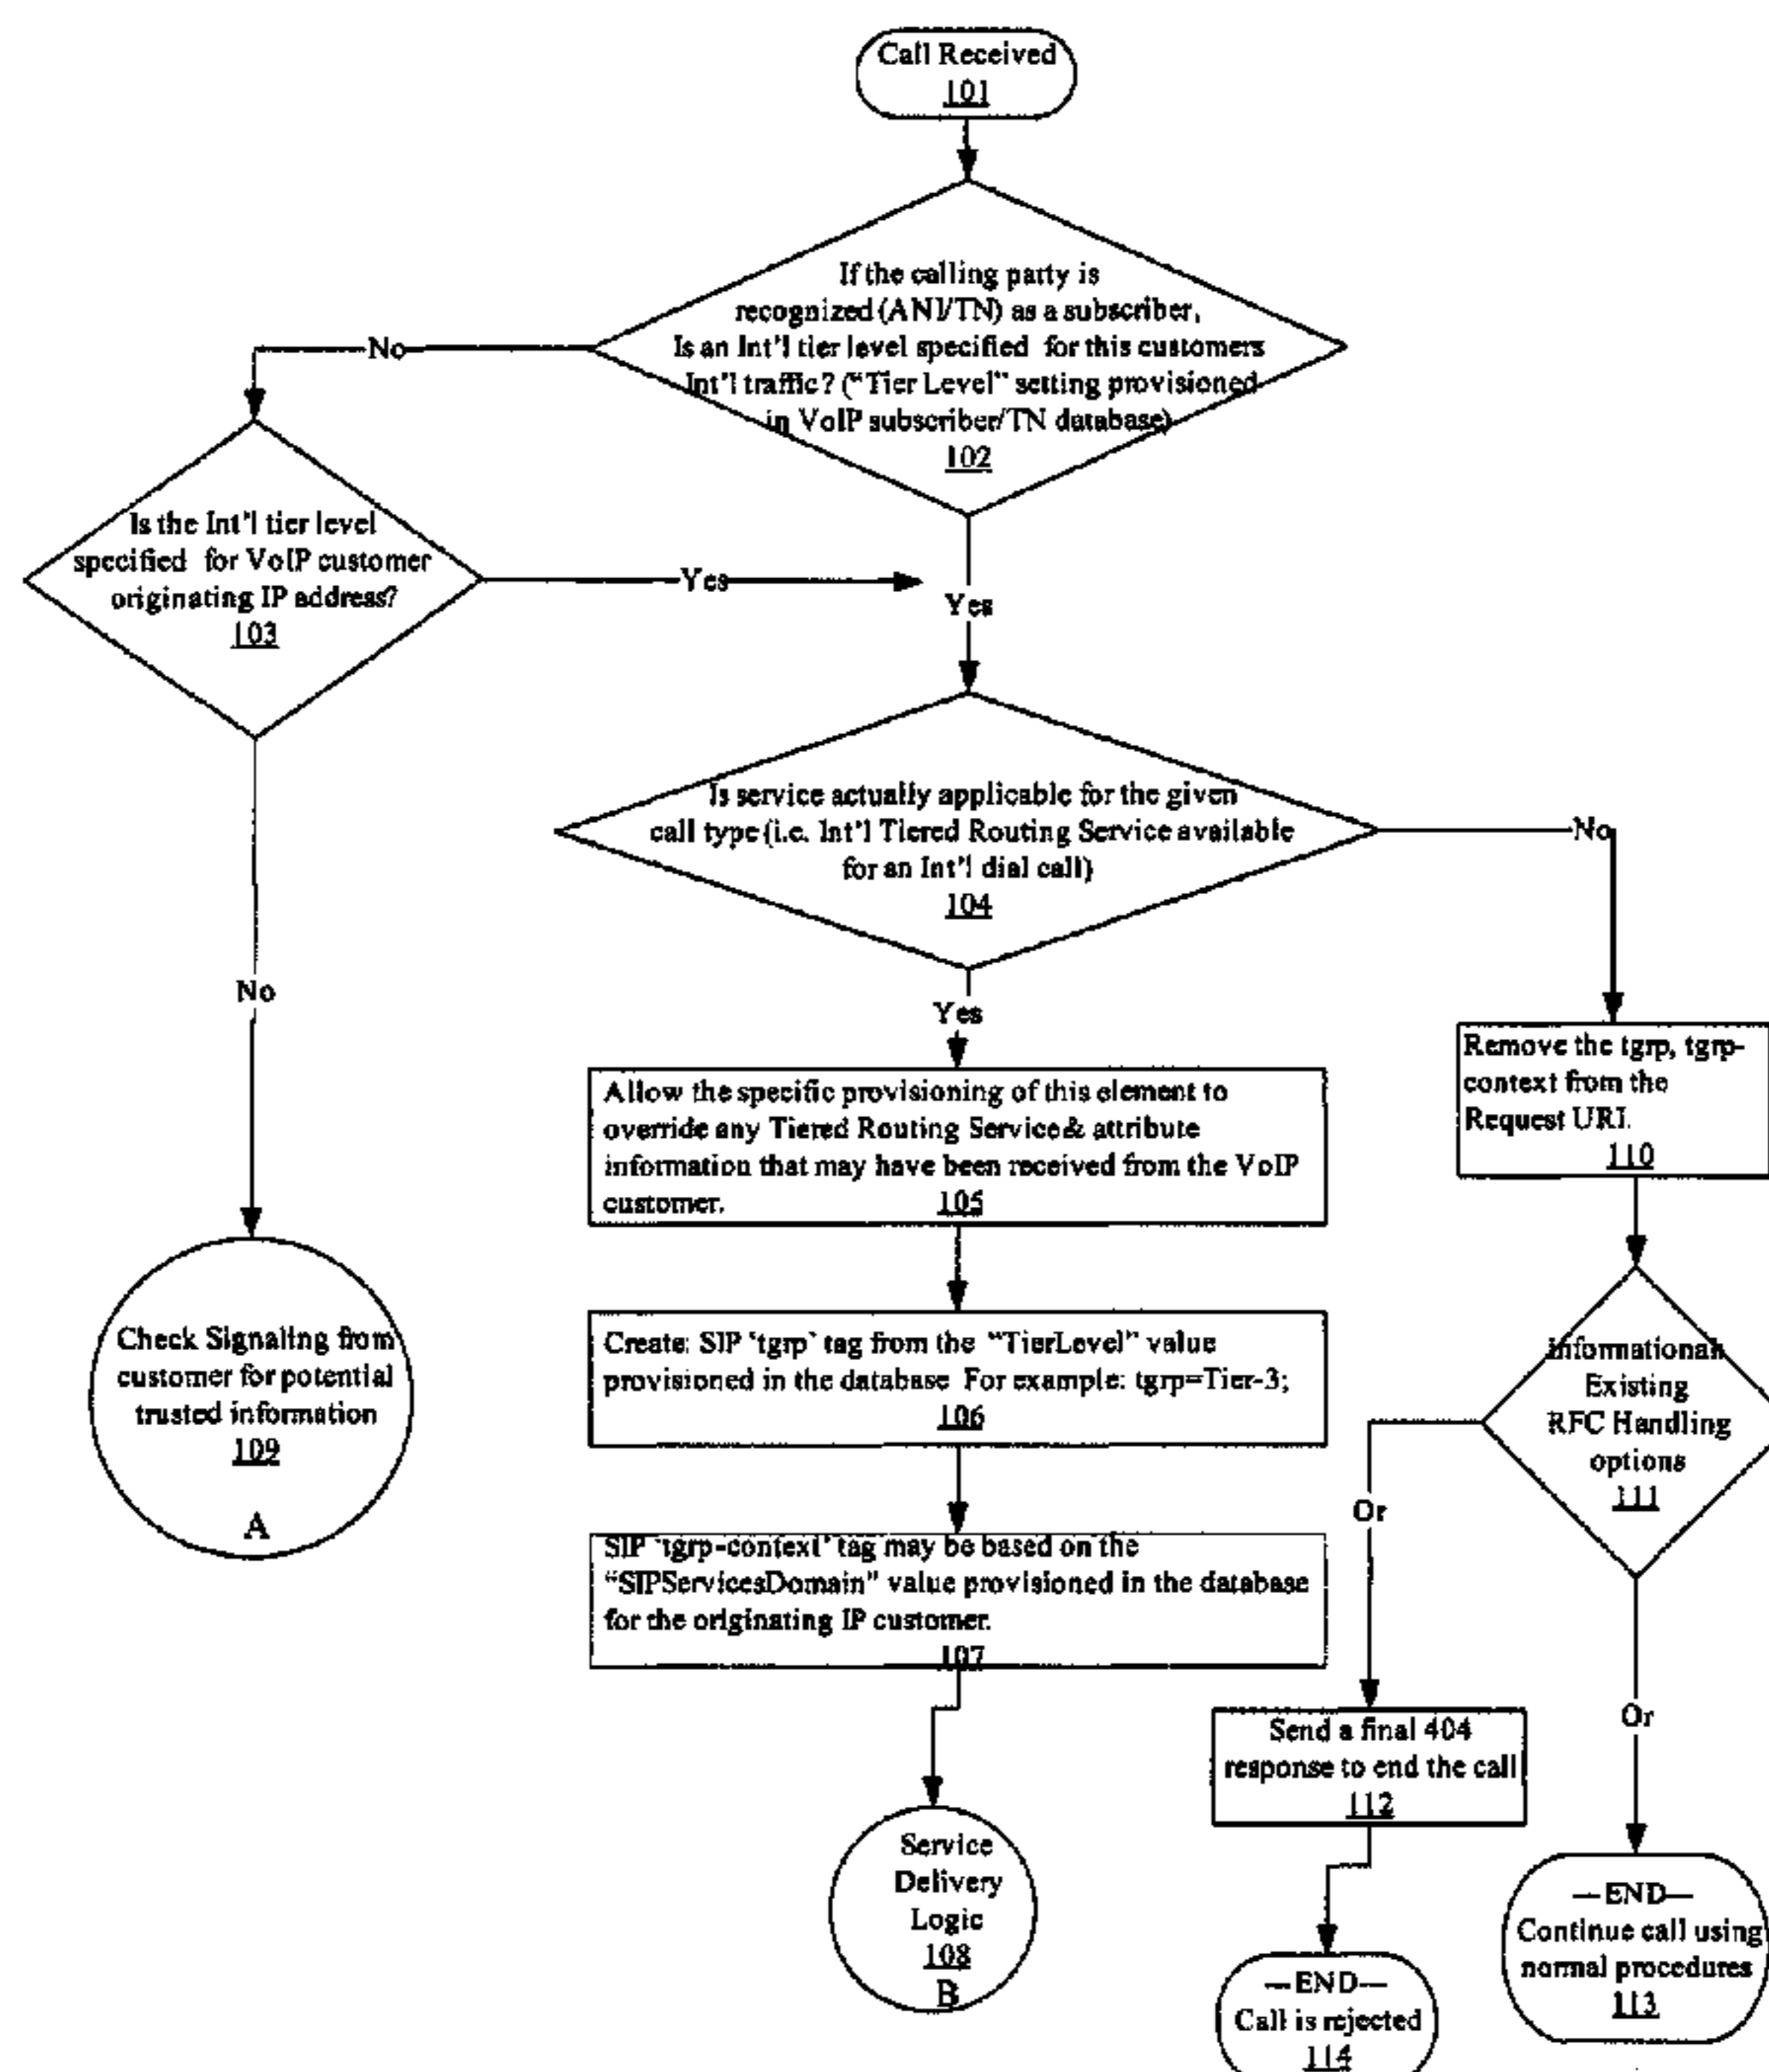 Call Received
101
If the calling party is
recognized (ANI/TN) as a subscriber,
Is an Int'l tier level specified for this customers
Int'l traffic? ("Tier Level" setting provisioned
in VoIP subscriber/TN database)
102
No
Is the Int'l tier level
specified for VoIP customer
originating IP address?
103
Yes
Yes
Is service actually applicable for the given
call type (i.e. Int'l Tiered Routing Service available
for an Int'l dial call)
104
No
No
Yes
Remove the tgrp, tgrp-
context from the
Request URI.
110
Allow the specific provisioning of this element to
override any Tiered Routing Service & attribute
information that may have been received from the VoIP
customer. 105
Check Signaling from
customer for potential
trusted information
109
A
Create SIP 'tgrp' tag from the "TierLevel" value
provisioned in the database For example: tgrp=Tier-3;
106
Informational
Existing
RFC Handling
options
111
Or
SIP 'tgrp-context' tag may be based on the
"SIPServicesDomain" value provisioned in the database
for the originating IP customer.
107
Or
Send a final 404
response to end the call
112
Service
Delivery
Logic
108
B
—END—
Continue call using
normal procedures
113
—END—
Call is rejected
114